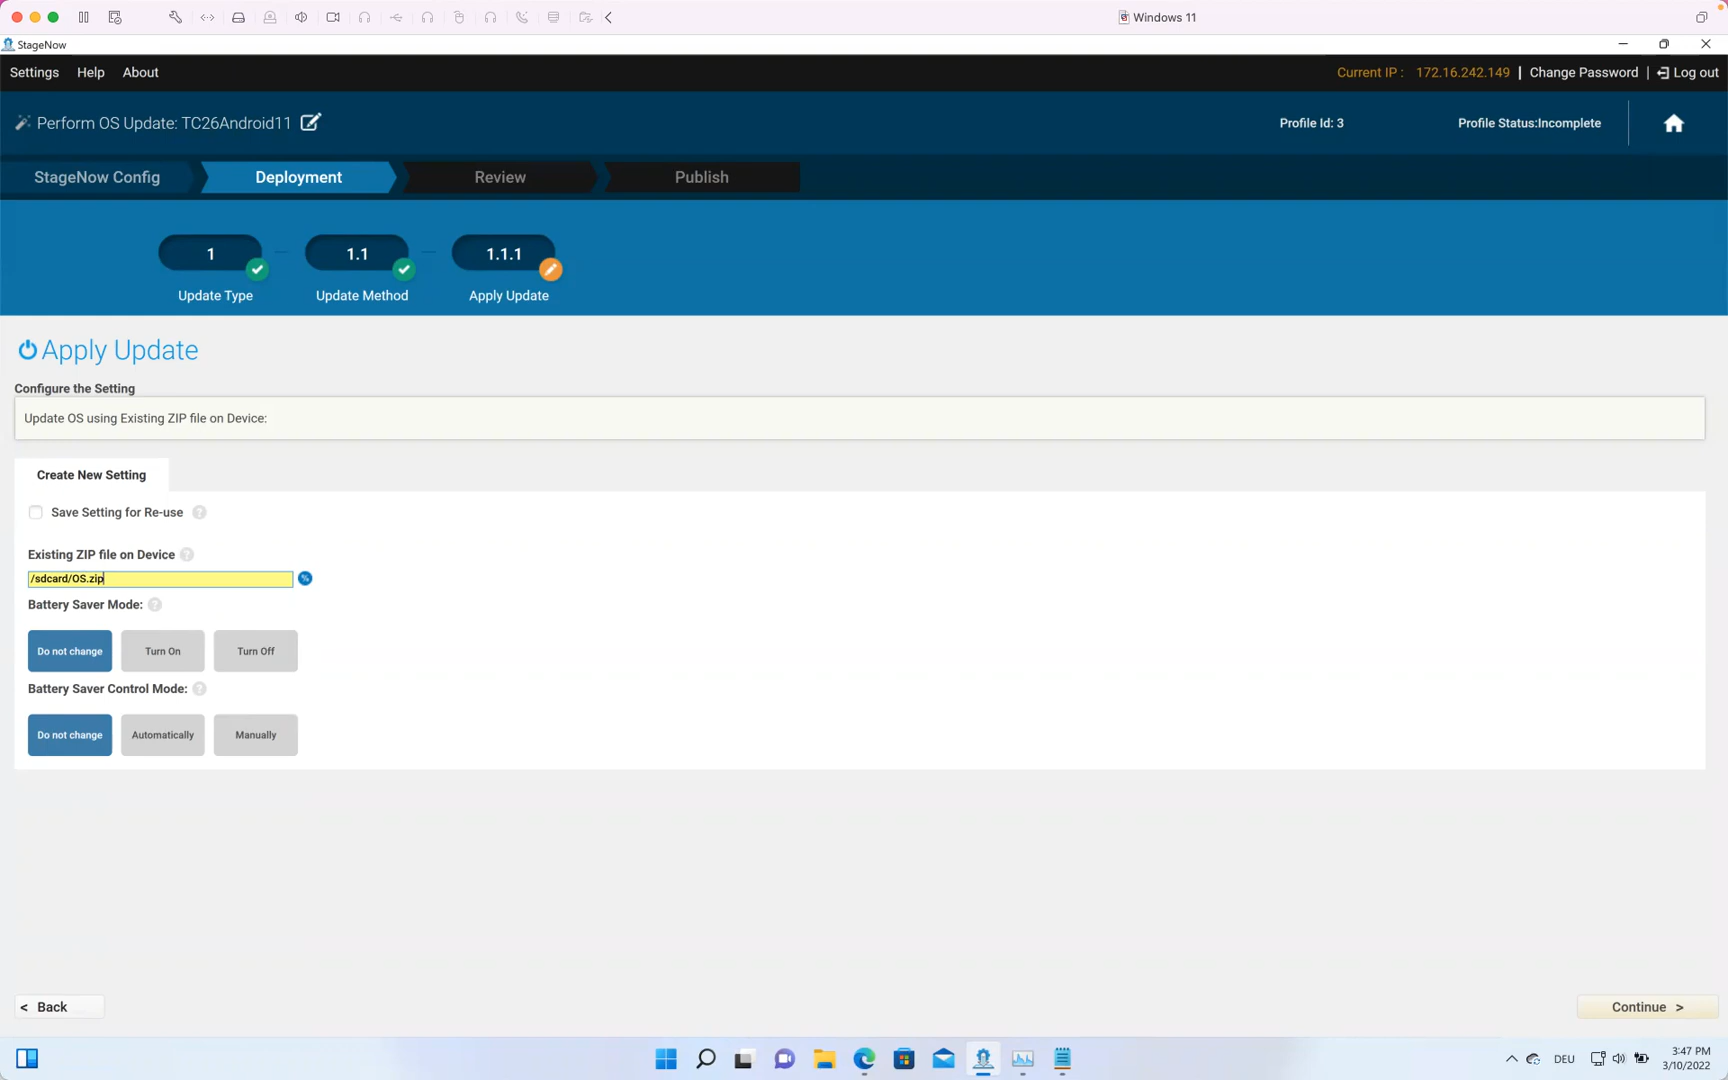 Windows 11
StageNow
Settings Help About
Current IP : 172.16.242.149 | Change Password | Log out
Perform OS Update: TC26Android11
Profile Id: 3
Profile Status:Incomplete
StageNow Config
Deployment
Review
Publish
1
1.1
1.1.1
Update Type
Update Method
Apply Update
Apply Update
Configure the Setting
Update OS using Existing ZIP file on Device:
Create New Setting
Save Setting for Re-use ?
Existing ZIP file on Device ?
/sdcard/OS.zip
%
Battery Saver Mode: ?
Do not change
Turn On
Turn Off
Battery Saver Control Mode: ?
Do not change
Automatically
Manually
< Back
Continue >
DEU
3:47 PM
3/10/2022